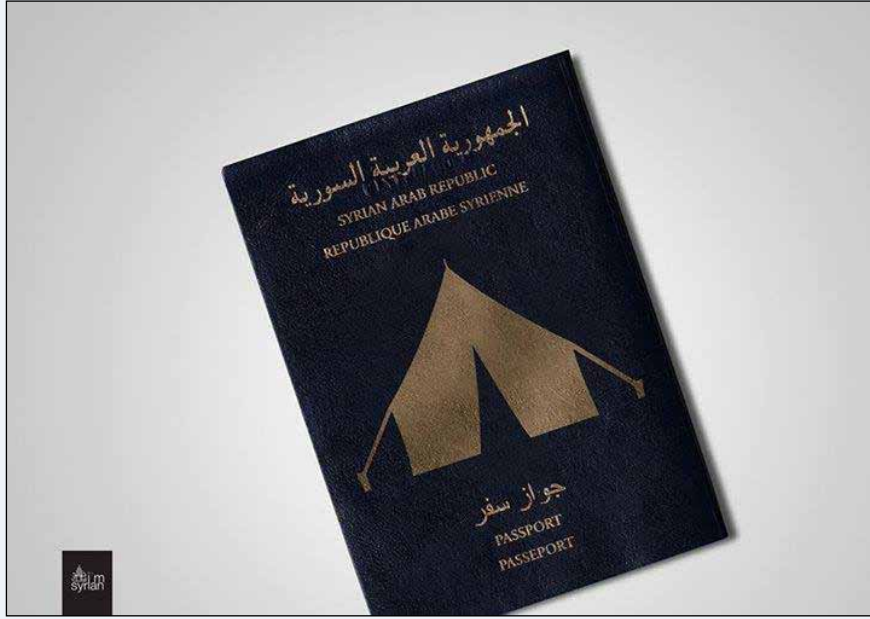 الجمهورية العربية السورية
SYRIAN ARAB REPUBLIC
REPUBLIQUE ARABE SYRIENNE
جواز سفر
PASSPORT
PASSEPORT
i'm
syrian